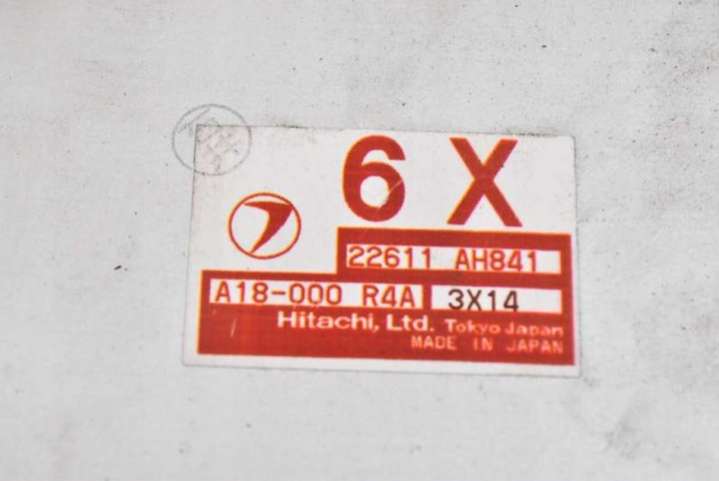 6 X
22611 AH841
A18-000 R4A 3X14
Hitachi, Ltd. Tokyo Japan
MADE IN JAPAN